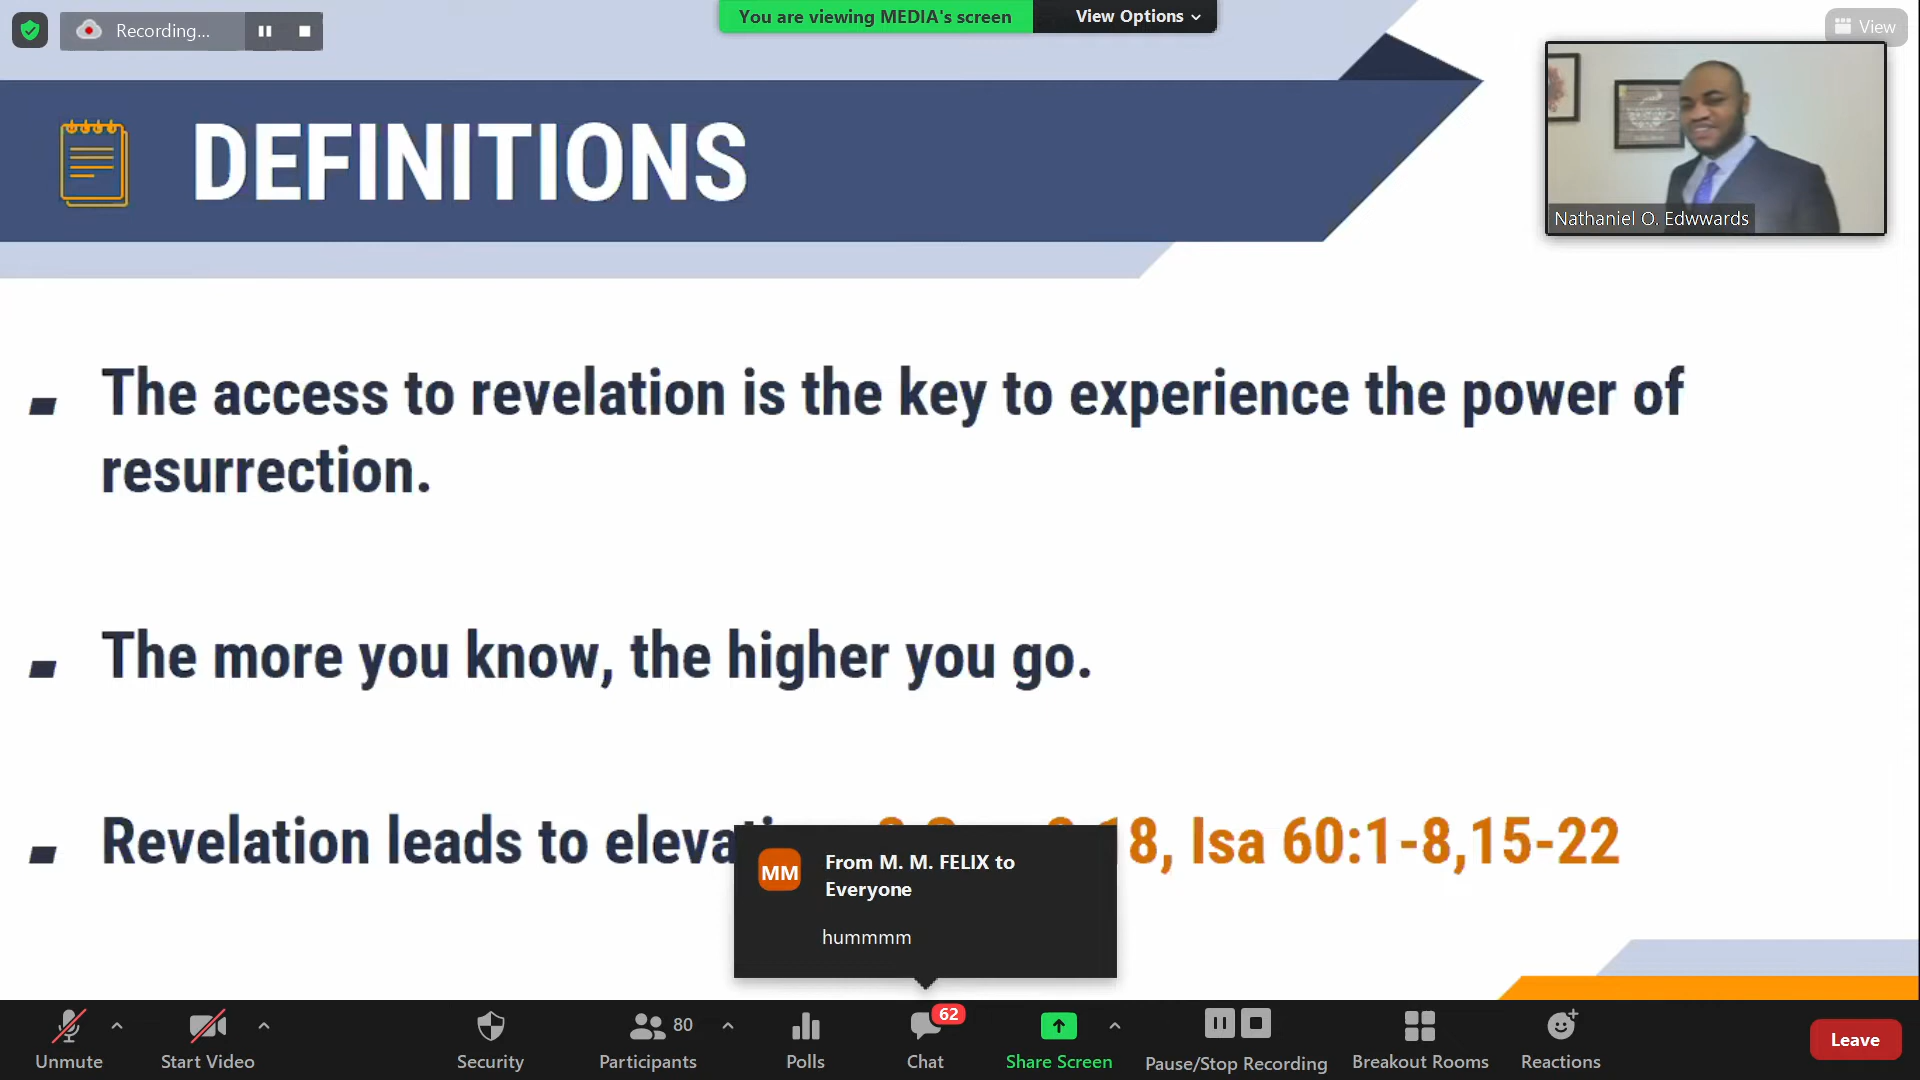 Recording...
You are viewing MEDIA's screen
View Options
View
DEFINITIONS
Nathaniel O. Edwwards
The access to revelation is the key to experience the power of
resurrection.
The more you know, the higher you go.
Revelation leads to 18, Isa 60:1-8,15-22
MM
From M. M. FELIX to
Everyone
hummmm
Unmute
Start Video
Security
80
Participants
Polls
62
Chat
Share Screen
Pause/Stop Recording
Breakout Rooms
Reactions
Leave